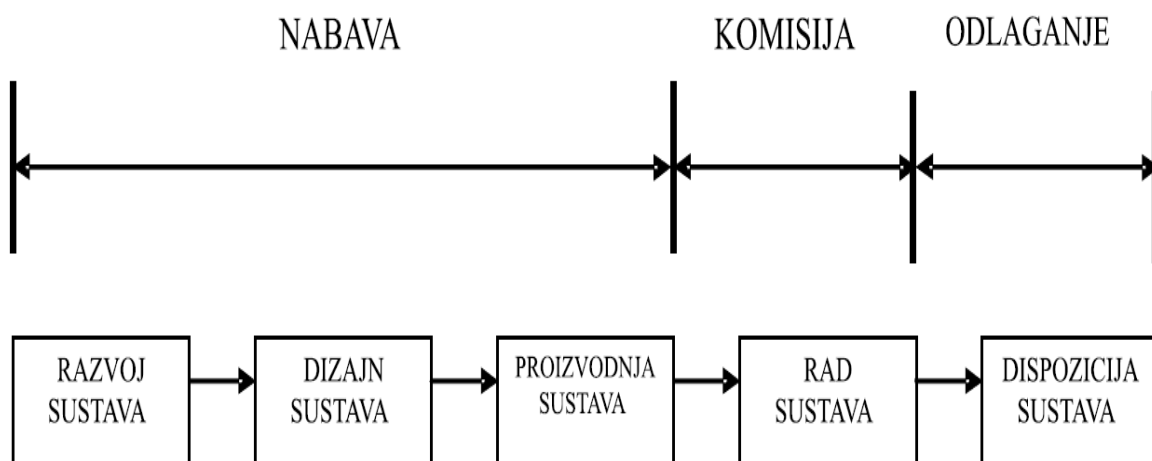 NABAVA
KOMISIJA
ODLAGANJE
RAZVOJ
SUSTAVA
DIZAJN
SUSTAVA
PROIZVODNJA
SUSTAVA
RAD
SUSTAVA
DISPOZICIJA
SUSTAVA